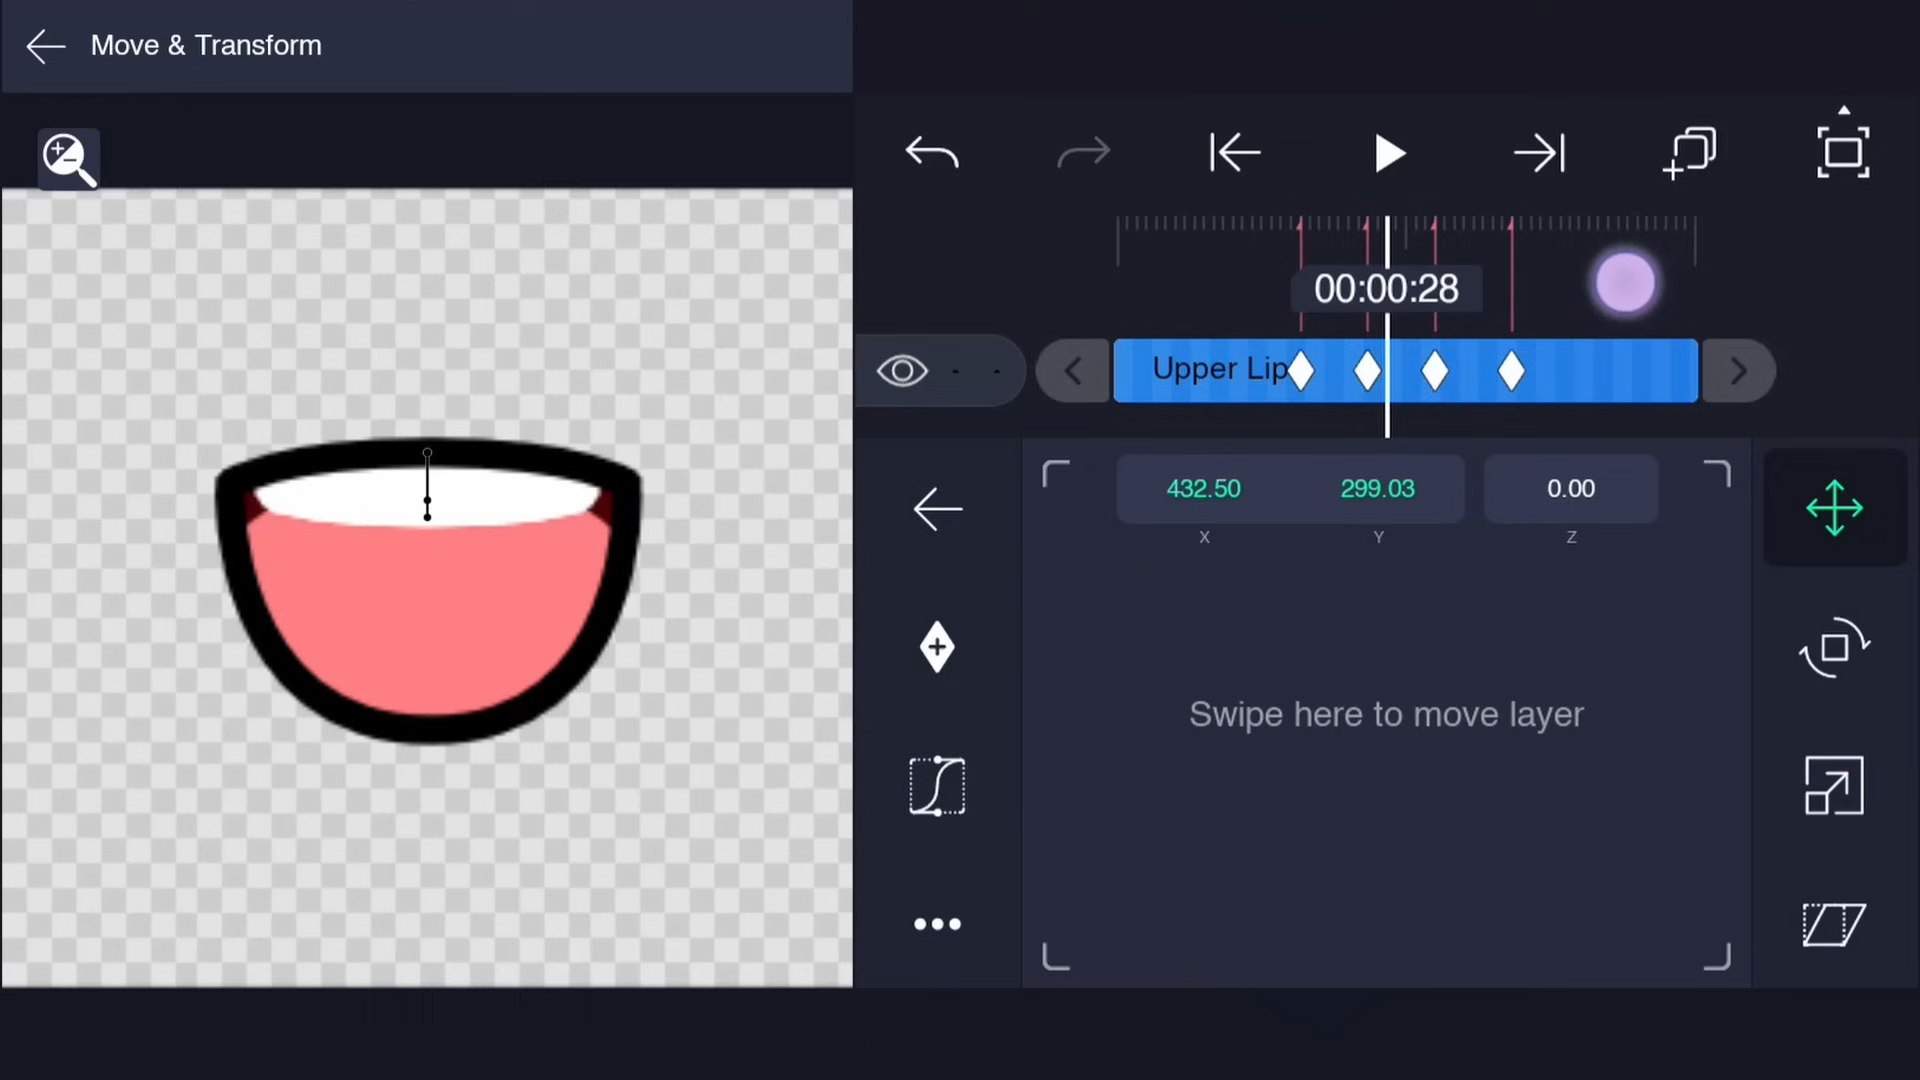 Move & Transform
00:00:28
Upper Lip
432.50 299.03 0.00
X Y Z
Swipe here to move layer